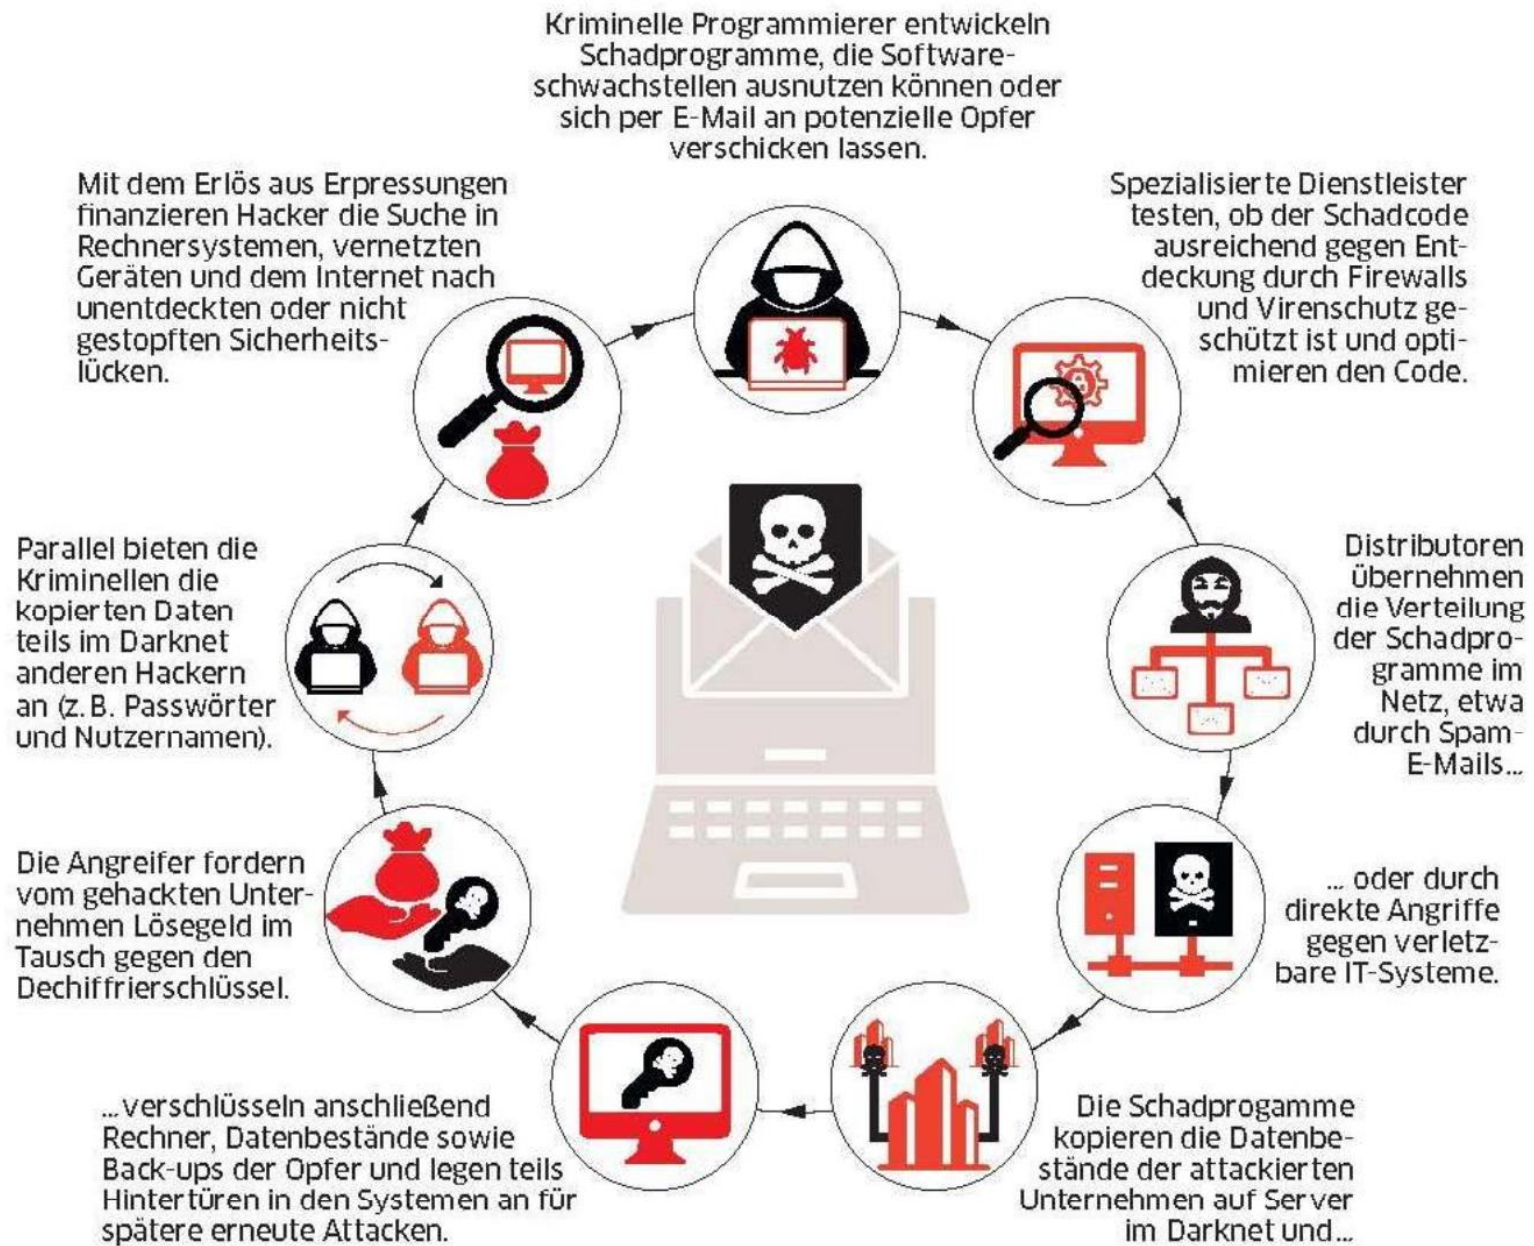 Kriminelle Programmierer entwickeln
Schadprogramme, die Software-
schwachstellen ausnutzen können oder
sich per E-Mail an potenzielle Opfer
verschicken lassen.
Spezialisierte Dienstleister
testen, ob der Schadcode
ausreichend gegen Ent-
deckung durch Firewalls
und Virenschutz ge-
schützt ist und opti-
mieren den Code.
Distributoren
übernehmen
die Verteilung
der Schadpro-
gramme im
Netz, etwa
durch Spam-
E-Mails...
... oder durch
direkte Angriffe
gegen verletz-
bare IT-Systeme.
Die Schadprogamme
kopieren die Datenbe-
stände der attackierten
Unternehmen auf Server
im Darknet und...
...verschlüsseln anschließend
Rechner, Datenbestände sowie
Back-ups der Opfer und legen teils
Hintertüren in den Systemen an für
spätere erneute Attacken.
Die Angreifer fordern
vom gehackten Unter-
nehmen Lösegeld im
Tausch gegen den
Dechiffrierschlüssel.
Parallel bieten die
Kriminellen die
kopierten Daten
teils im Darknet
anderen Hackern
an (z. B. Passwörter
und Nutzernamen).
Mit dem Erlös aus Erpressungen
finanzieren Hacker die Suche in
Rechnersystemen, vernetzten
Geräten und dem Internet nach
unentdeckten oder nicht
gestopften Sicherheits-
lücken.